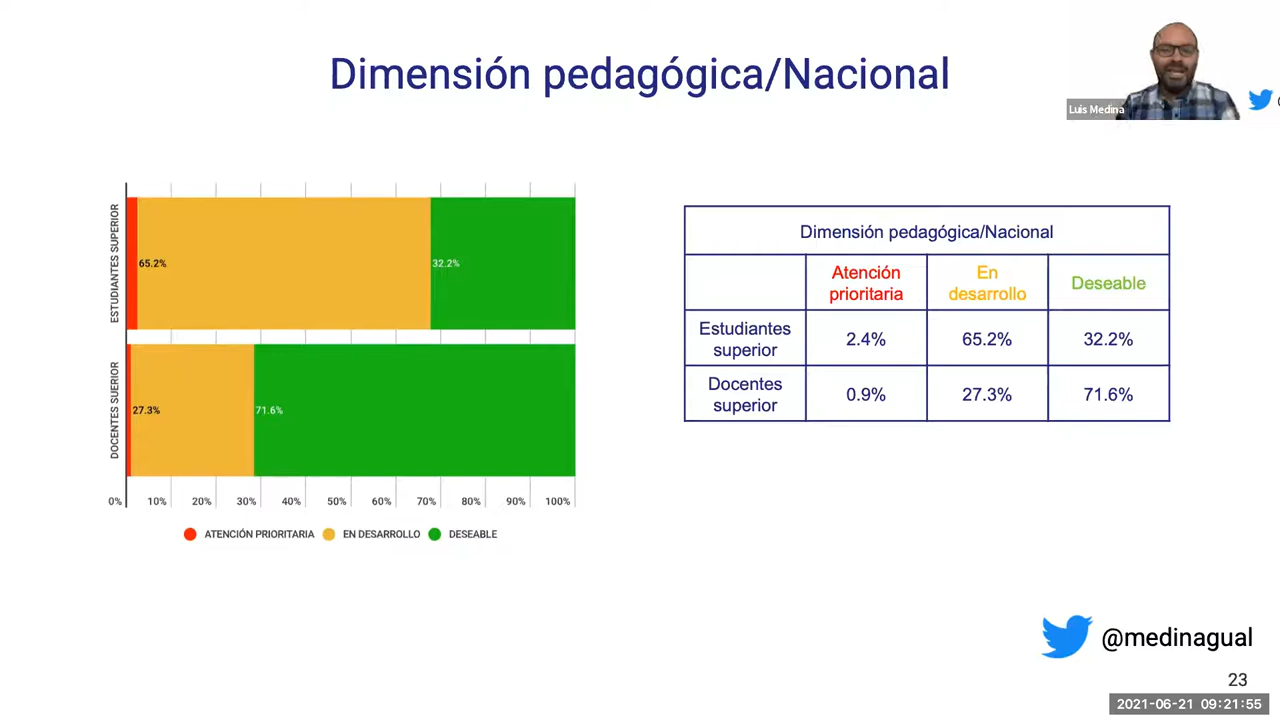 Dimensión pedagógica/Nacional
Luis Medina
ESTUDIANTES SUPERIOR
65.2%
32.2%
DOCENTES SUERIOR
27.3%
71.6%
0% 10% 20% 30% 40% 50% 60% 70% 80% 90% 100%
ATENCIÓN PRIORITARIA EN DESARROLLO DESEABLE
Dimensión pedagógica/Nacional
Atención
prioritaria
En
desarrollo
Deseable
Estudiantes
superior
2.4%
65.2%
32.2%
Docentes
superior
0.9%
27.3%
71.6%
@medinagual
23
2021-06-21 09:21:55